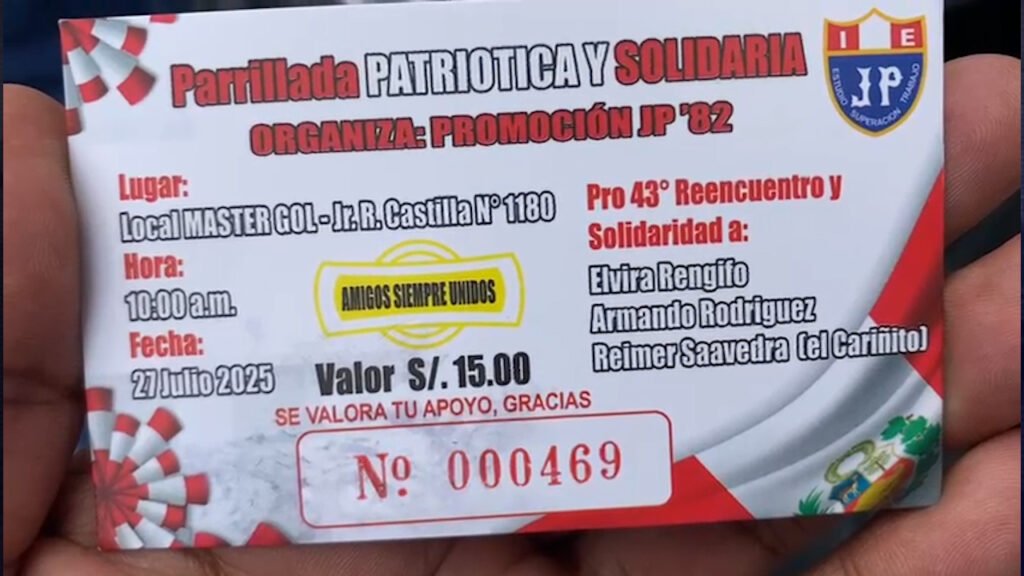 Parrillada PATRIOTICA Y SOLIDARIA
ORGANIZA: PROMOCIÓN JP '82
I E
JP
ESTUDIO SUPERACION TRABAJO
Lugar:
Local MASTER GOL - Jr. R. Castilla N° 1180
Hora:
10:00 a.m.
Fecha:
27 Julio 2025
AMIGOS SIEMPRE UNIDOS
Valor S/. 15.00
Pro 43° Reencuentro y
Solidaridad a:
Elvira Rengifo
Armando Rodriguez
Reimer Saavedra (el Cariñito)
SE VALORA TU APOYO, GRACIAS
Nº 000469